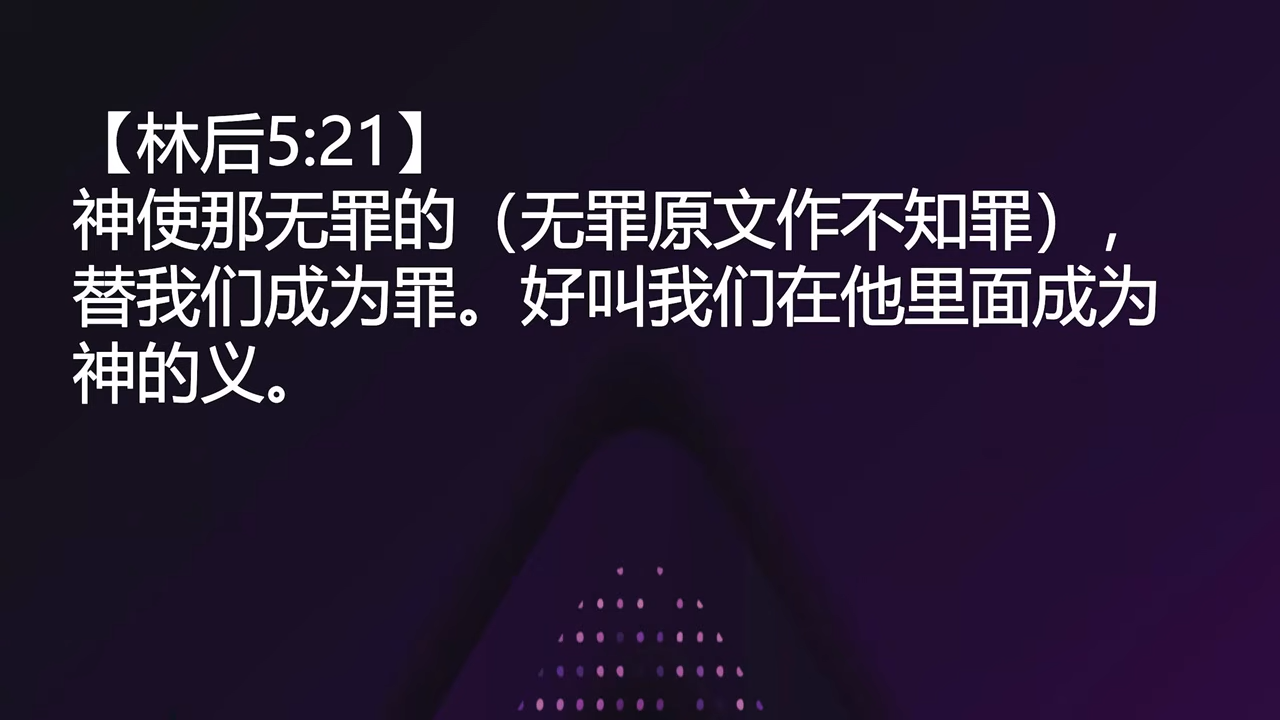 【林后5:21】
神使那无罪的（无罪原文作不知罪），
替我们成为罪。好叫我们在他里面成为
神的义。